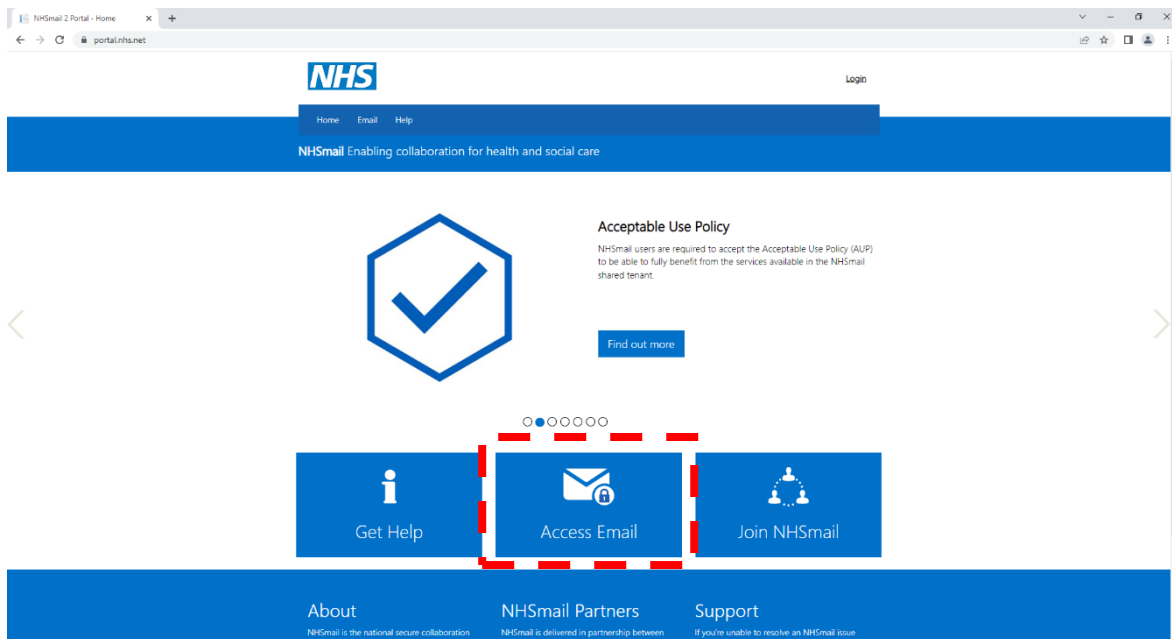 NHSmail 2 Portal - Home
portal.nhs.net
NHS
Login
Home Email Help
NHSmail Enabling collaboration for health and social care
Acceptable Use Policy
NHSmail users are required to accept the Acceptable Use Policy (AUP)
to be able to fully benefit from the services available in the NHSmail
shared tenant.
Find out more
Get Help
Access Email
Join NHSmail
About
NHSmail is the national secure collaboration
NHSmail Partners
NHSmail is delivered in partnership between
Support
If you're unable to resolve an NHSmail issue